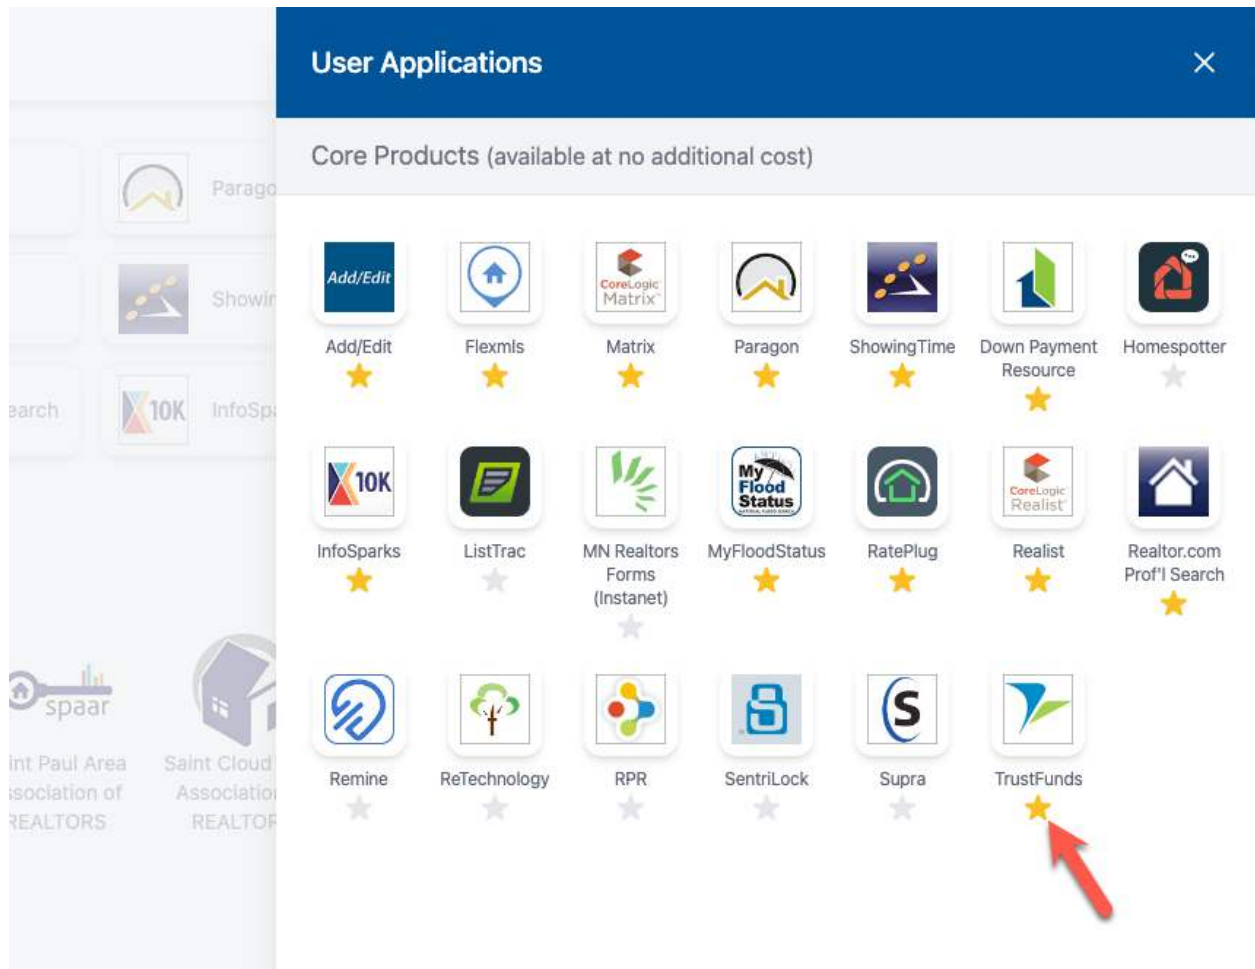 User Applications
Core Products (available at no additional cost)
Parago
Showin
earch
10K
InfoSpa
spaar
int Paul Area
ssociation of
REALTORS
Saint Cloud
Association
REALTOR
Add/Edit
CoreLogic
Matrix
Add/Edit
Flexmls
Matrix
Paragon
ShowingTime
Down Payment
Resource
Homespotter
10K
My
Flood
Status
CoreLogic
Realist
InfoSparks
ListTrac
MN Realtors
Forms
(Instanet)
MyFloodStatus
RatePlug
Realist
Realtor.com
Prof'l Search
S
Remine
ReTechnology
RPR
SentriLock
Supra
TrustFunds